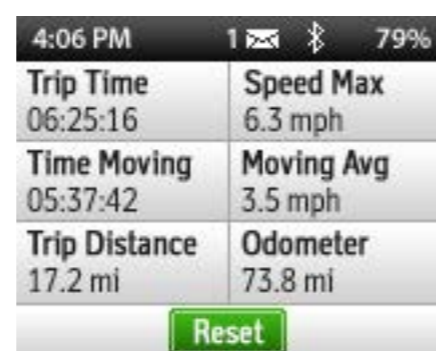 4:06 PM 1 79%
Trip Time Speed Max
06:25:16 6.3 mph
Time Moving Moving Avg
05:37:42 3.5 mph
Trip Distance Odometer
17.2 mi 73.8 mi
Reset